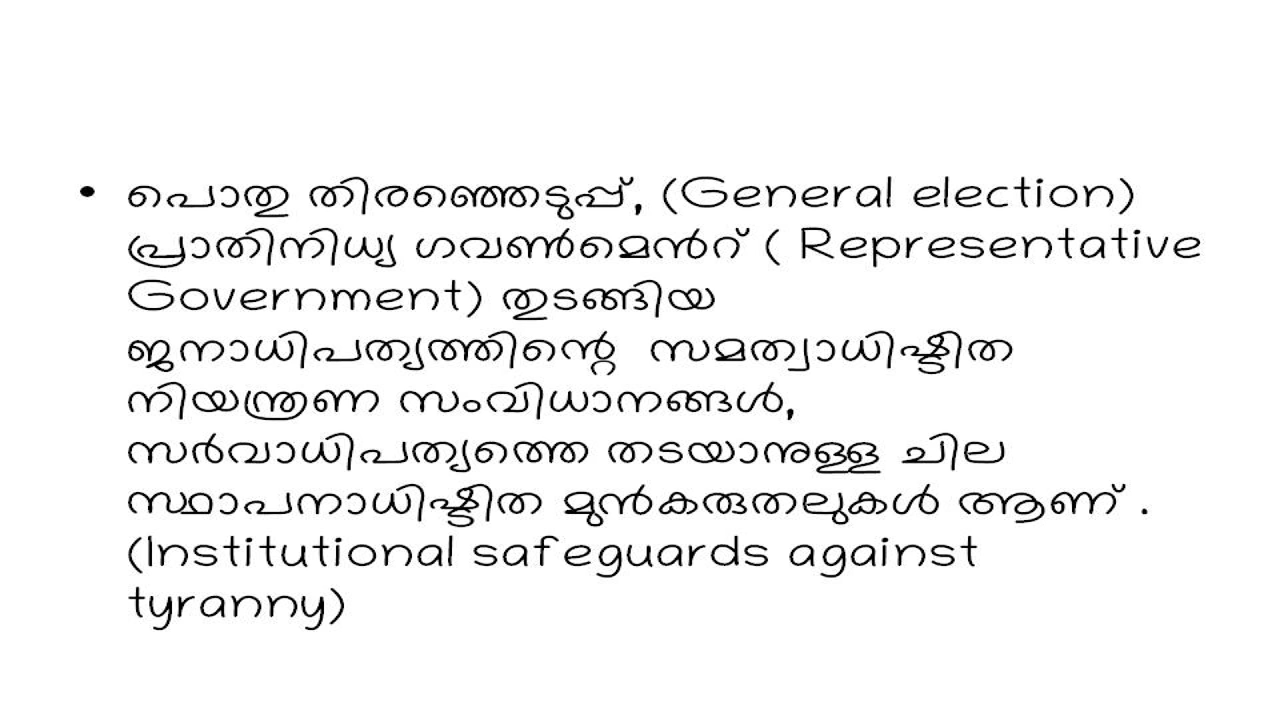 • പൊതു തിരഞ്ഞെടുപ്പ്, (General election)
പ്രാതിനിധ്യ ഗവൺമെൻറ് ( Representative
Government) തുടങ്ങിയ
ജനാധിപത്യത്തിന്റെ സമത്വാധിഷ്ടിത
നിയന്ത്രണ സംവിധാനങ്ങൾ,
സർവാധിപത്യത്തെ തടയാനുള്ള ചില
സ്ഥാപനാധിഷ്ടിത മുൻകരുതലുകൾ ആണ് .
(Institutional safeguards against
tyranny)